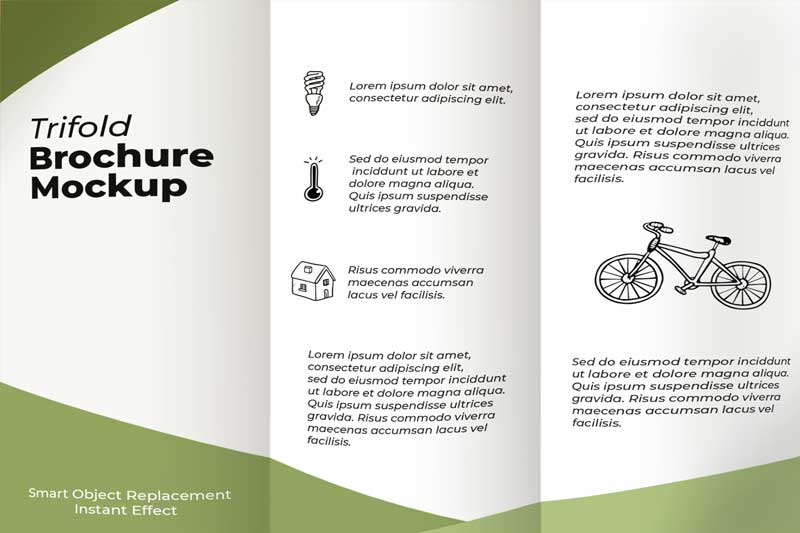 Trifold
Brochure
Mockup
Smart Object Replacement
Instant Effect
Lorem ipsum dolor sit amet,
consectetur adipiscing elit.
Sed do eiusmod tempor
inciddunt ut labore et
dolore magna aliqua.
Quis ipsum suspendisse
ultrices gravida.
Risus commodo viverra
maecenas accumsan
lacus vel facilisis.
Lorem ipsum dolor sit amet,
consectetur adipiscing elit,
sed do eiusmod tempor inciddunt
ut labore et dolore magna aliqua.
Quis ipsum suspendisse ultrices
gravida. Risus commodo viverra
maecenas accumsan lacus vel
facilisis.
Lorem ipsum dolor sit amet,
consectetur adipiscing elit,
sed do eiusmod tempor inciddunt
ut labore et dolore magna aliqua.
Quis ipsum suspendisse ultrices
gravida. Risus commodo viverra
maecenas accumsan lacus vel
facilisis.
Sed do eiusmod tempor inciddunt
ut labore et dolore magna aliqua.
Quis ipsum suspendisse ultrices
gravida. Risus commodo viverra
maecenas accumsan lacus vel
facilisis.